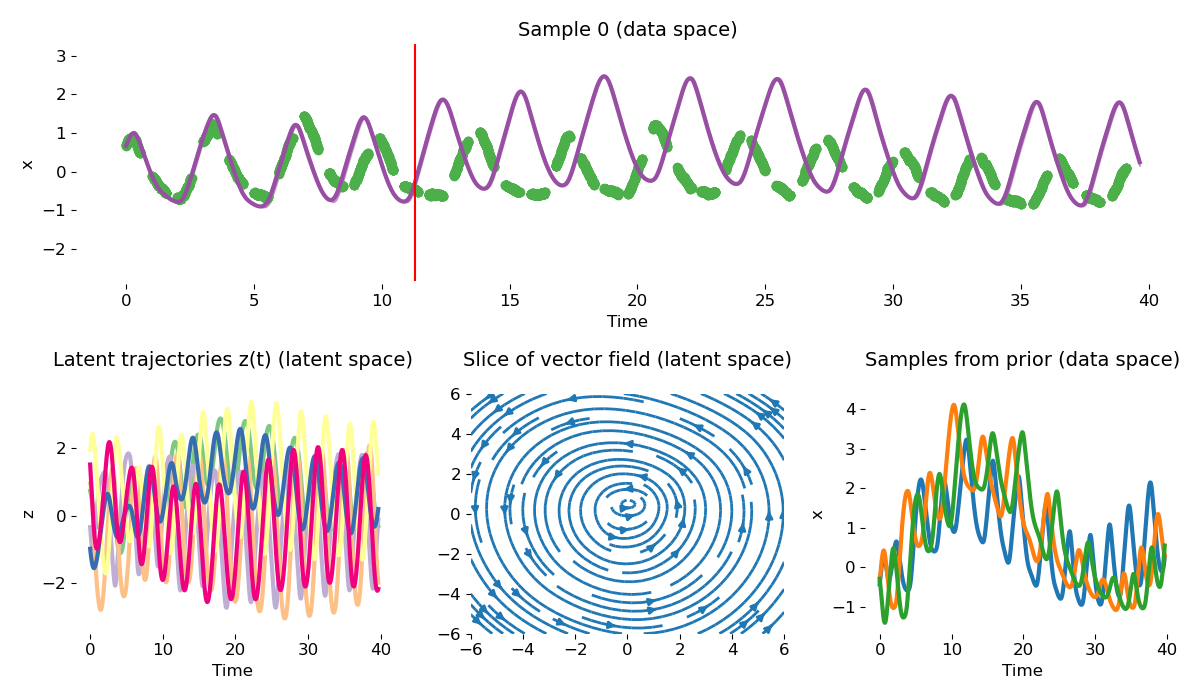 Sample 0 (data space)
3
2
1
0
−1
−2
x
0 5 10 15 20 25 30 35 40
Time
Latent trajectories z(t) (latent space)
2
0
−2
z
0 10 20 30 40
Time
Slice of vector field (latent space)
6
4
2
0
−2
−4
−6
−6 −4 −2 0 2 4 6
Samples from prior (data space)
4
3
2
1
0
−1
x
0 10 20 30 40
Time